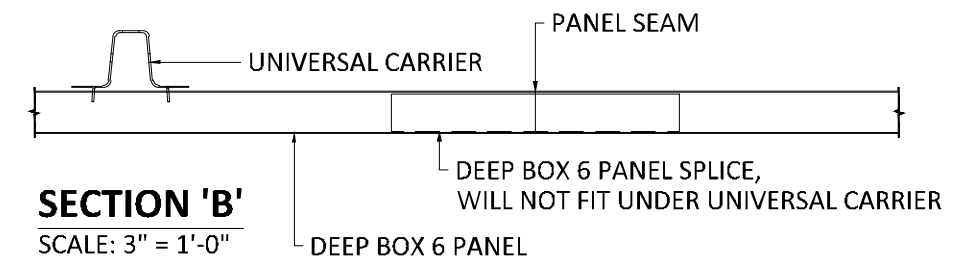 PANEL SEAM
UNIVERSAL CARRIER
DEEP BOX 6 PANEL SPLICE,
WILL NOT FIT UNDER UNIVERSAL CARRIER
SECTION 'B'
SCALE: 3" = 1'-0"
DEEP BOX 6 PANEL